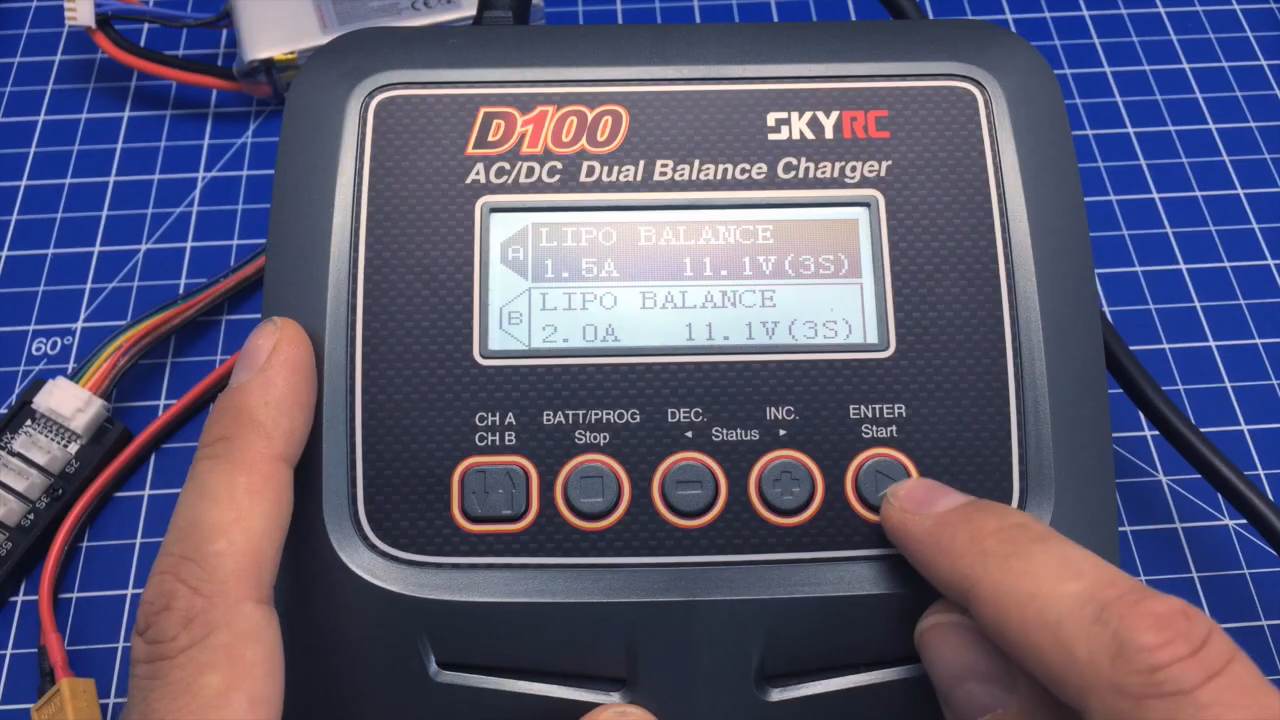 D100
SKYRC
AC/DC Dual Balance Charger
A
LIPO BALANCE
1.5A 11.1V(3S)
B
LIPO BALANCE
2.0A 11.1V(3S)
CH A
CH B
BATT/PROG
Stop
DEC.
INC.
◄ Status ►
ENTER
Start
60°
2S
3S
4S
5S